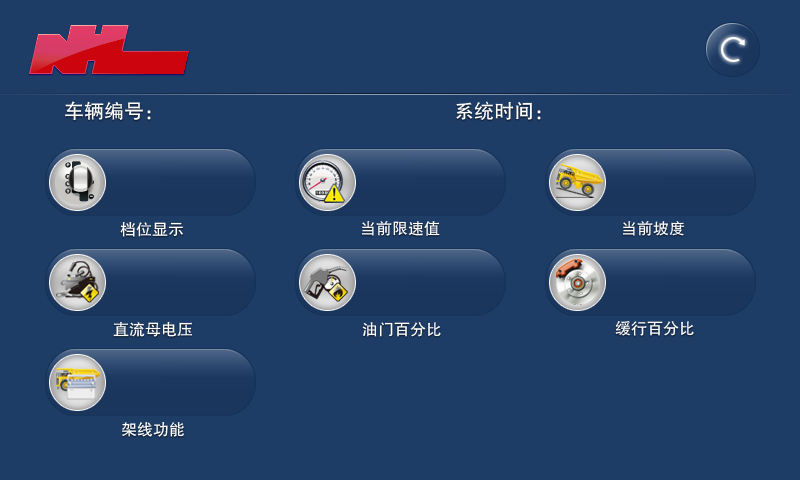 NHL
车辆编号：
系统时间：
档位显示
当前限速值
当前坡度
直流母电压
油门百分比
缓行百分比
架线功能